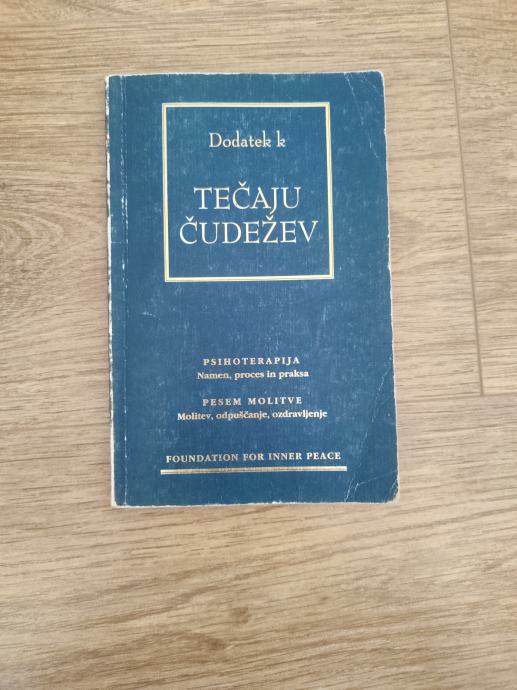 Dodatek k
TEČAJU
ČUDEŽEV
PSIHOTERAPIJA
Namen, proces in praksa
PESEM MOLITVE
Molitev, odpuščanje, ozdravljenje
FOUNDATION FOR INNER PEACE